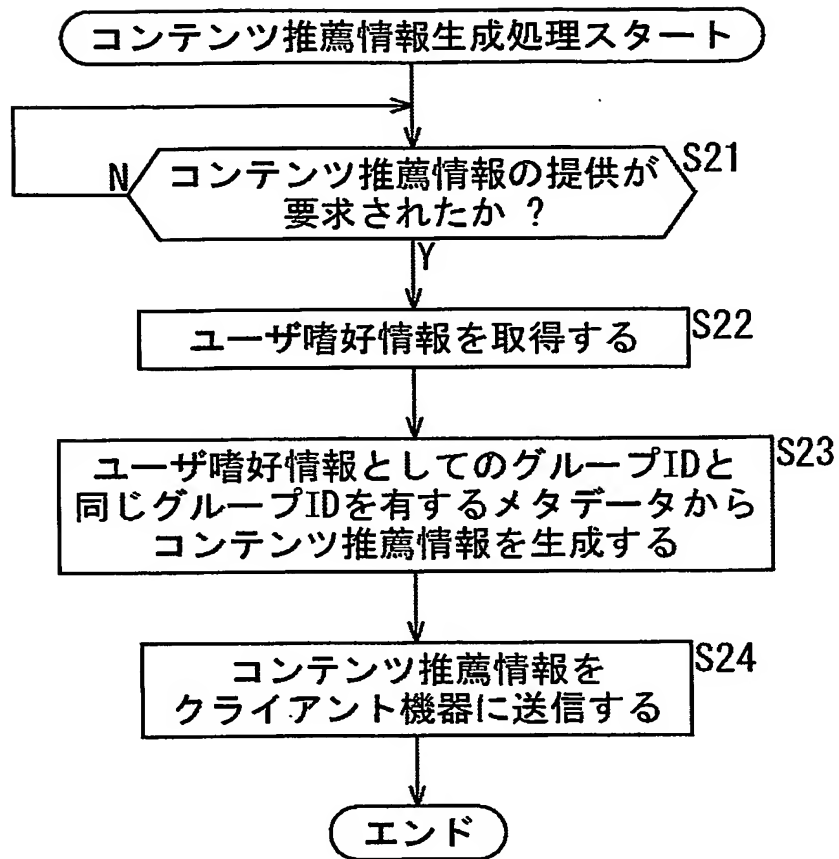 コンテンツ推薦情報生成処理スタート
N
コンテンツ推薦情報の提供が
要求されたか ?
S21
Y
ユーザ嗜好情報を取得する
S22
ユーザ嗜好情報としてのグループIDと
同じグループIDを有するメタデータから
コンテンツ推薦情報を生成する
S23
コンテンツ推薦情報を
クライアント機器に送信する
S24
エンド